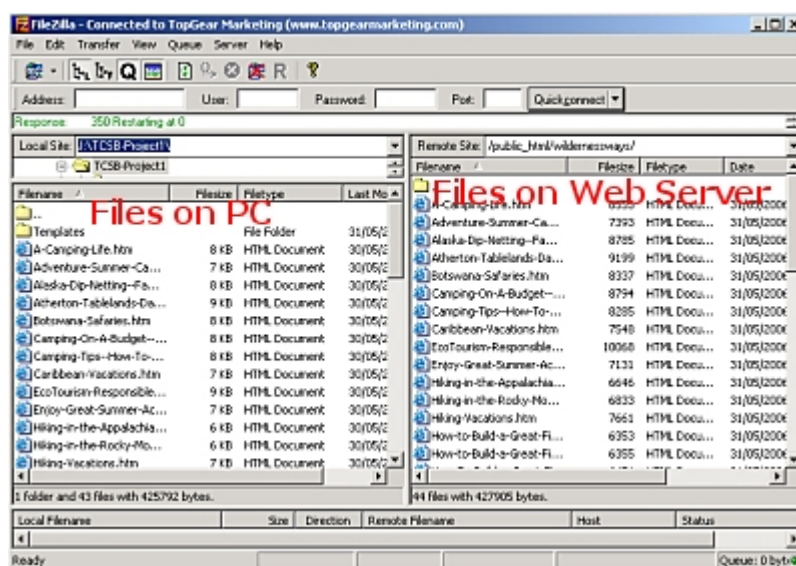 FileZilla - Connected to TopGear Marketing (www.topgearmarketing.com)
File Edit Transfer View Queue Server Help
Address: User: Password: Port: Quickconnect
Response: 350 Restarting at 0
Local Site: J:\TCSB-Project1\
TCSB-Project1
Filename / Filesize Filetype Last Mo
Files on PC
..
Templates File Folder 31/05/2
A-Camping-Life.htm 8 KB HTML Document 30/05/2
Adventure-Summer-Ca... 7 KB HTML Document 30/05/2
Alaska-Dip-Netting--Fa... 8 KB HTML Document 30/05/2
Atherton-Tablelands-Da... 9 KB HTML Document 30/05/2
Botswana-Safaries.htm 8 KB HTML Document 30/05/2
Camping-On-A-Budget--... 8 KB HTML Document 30/05/2
Camping-Tips--How-To-... 8 KB HTML Document 30/05/2
Caribbean-Vacations.htm 7 KB HTML Document 30/05/2
EcoTourism-Responsible... 9 KB HTML Document 30/05/2
Enjoy-Great-Summer-Ac... 7 KB HTML Document 30/05/2
Hiking-in-the-Appalachia... 6 KB HTML Document 30/05/2
Hiking-in-the-Rocky-Mo... 6 KB HTML Document 30/05/2
Hiking-Vacations.htm 7 KB HTML Document 30/05/2
1 folder and 43 files with 425792 bytes.
Remote Site: /public_html/wildernessways/
Filename / Filesize Filetype Date
Files on Web Server
A-Camping-Life.htm HTML Docu... 31/05/2006
Adventure-Summer-Ca... 7393 HTML Docu... 31/05/2006
Alaska-Dip-Netting--Fa... 8785 HTML Docu... 31/05/2006
Atherton-Tablelands-Da... 9199 HTML Docu... 31/05/2006
Botswana-Safaries.htm 8337 HTML Docu... 31/05/2006
Camping-On-A-Budget--... 8794 HTML Docu... 31/05/2006
Camping-Tips--How-To-... 8285 HTML Docu... 31/05/2006
Caribbean-Vacations.htm 7548 HTML Docu... 31/05/2006
EcoTourism-Responsible... 10068 HTML Docu... 31/05/2006
Enjoy-Great-Summer-Ac... 7131 HTML Docu... 31/05/2006
Hiking-in-the-Appalachia... 6646 HTML Docu... 31/05/2006
Hiking-in-the-Rocky-Mo... 6833 HTML Docu... 31/05/2006
Hiking-Vacations.htm 7661 HTML Docu... 31/05/2006
How-to-Build-a-Great-Fi... 6353 HTML Docu... 31/05/2006
How-to-Build-a-Great-Fi... 6355 HTML Docu... 31/05/2006
44 files with 427905 bytes.
Local Filename Size Direction Remote Filename Host Status
Ready Queue: 0 byte